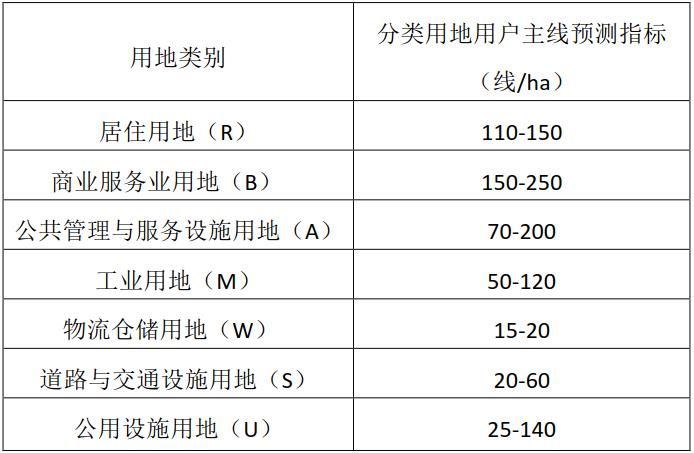 用地类别
分类用地用户主线预测指标
（线/ha）
居住用地（R）
110-150
商业服务业用地（B）
150-250
公共管理与服务设施用地（A）
70-200
工业用地（M）
50-120
物流仓储用地（W）
15-20
道路与交通设施用地（S）
20-60
公用设施用地（U）
25-140